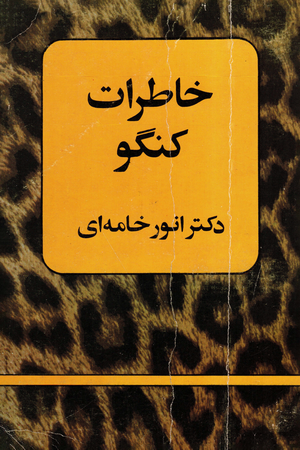 خاطرات
کنگو
دکتر انور خامه‌ای